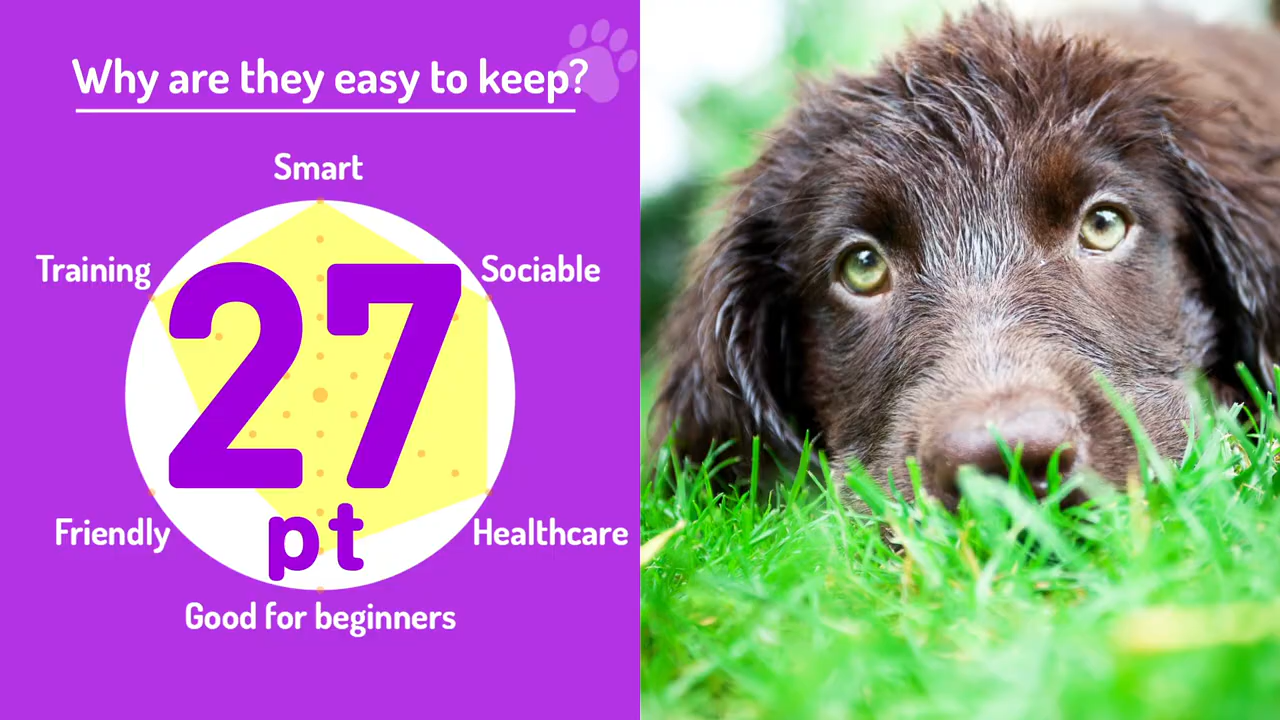 Why are they easy to keep?
Smart
Training
Sociable
27
pt
Friendly
Healthcare
Good for beginners